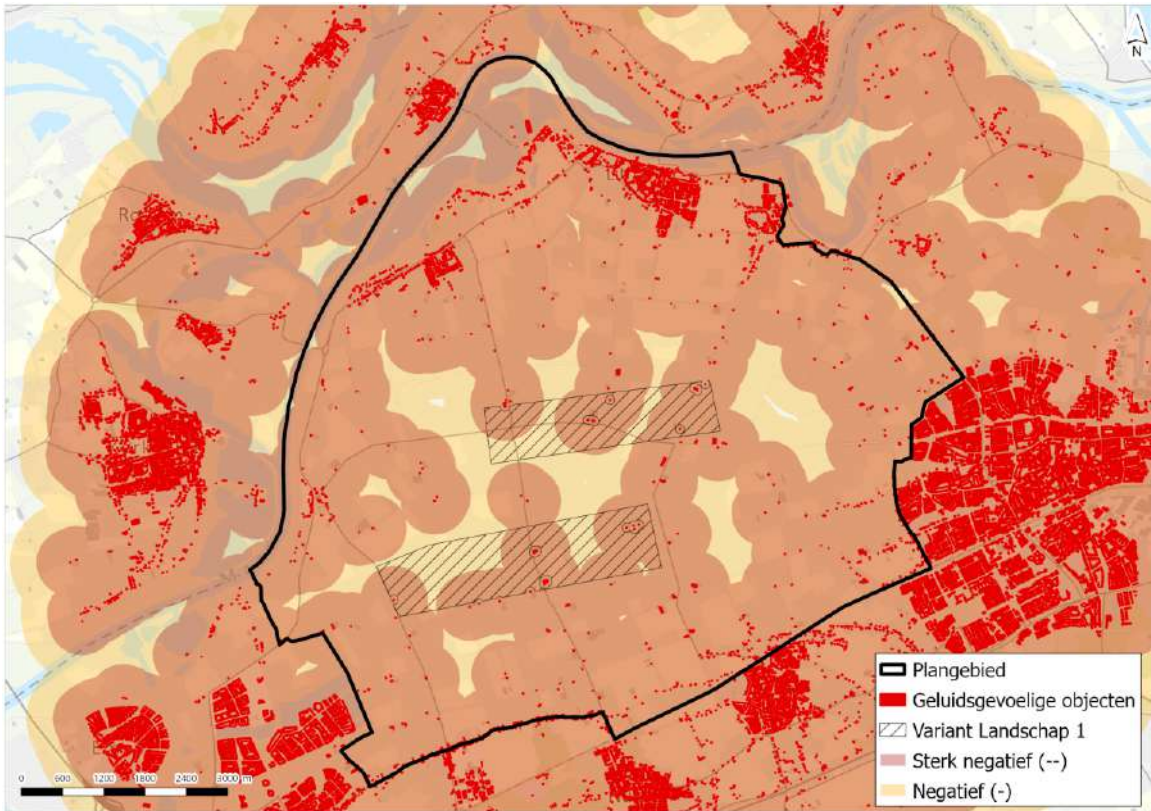 N
Plangebied
Geluidsgevoelige objecten
Variant Landschap 1
Sterk negatief (--)
Negatief (-)
0 600 1200 1800 2400 3000 m